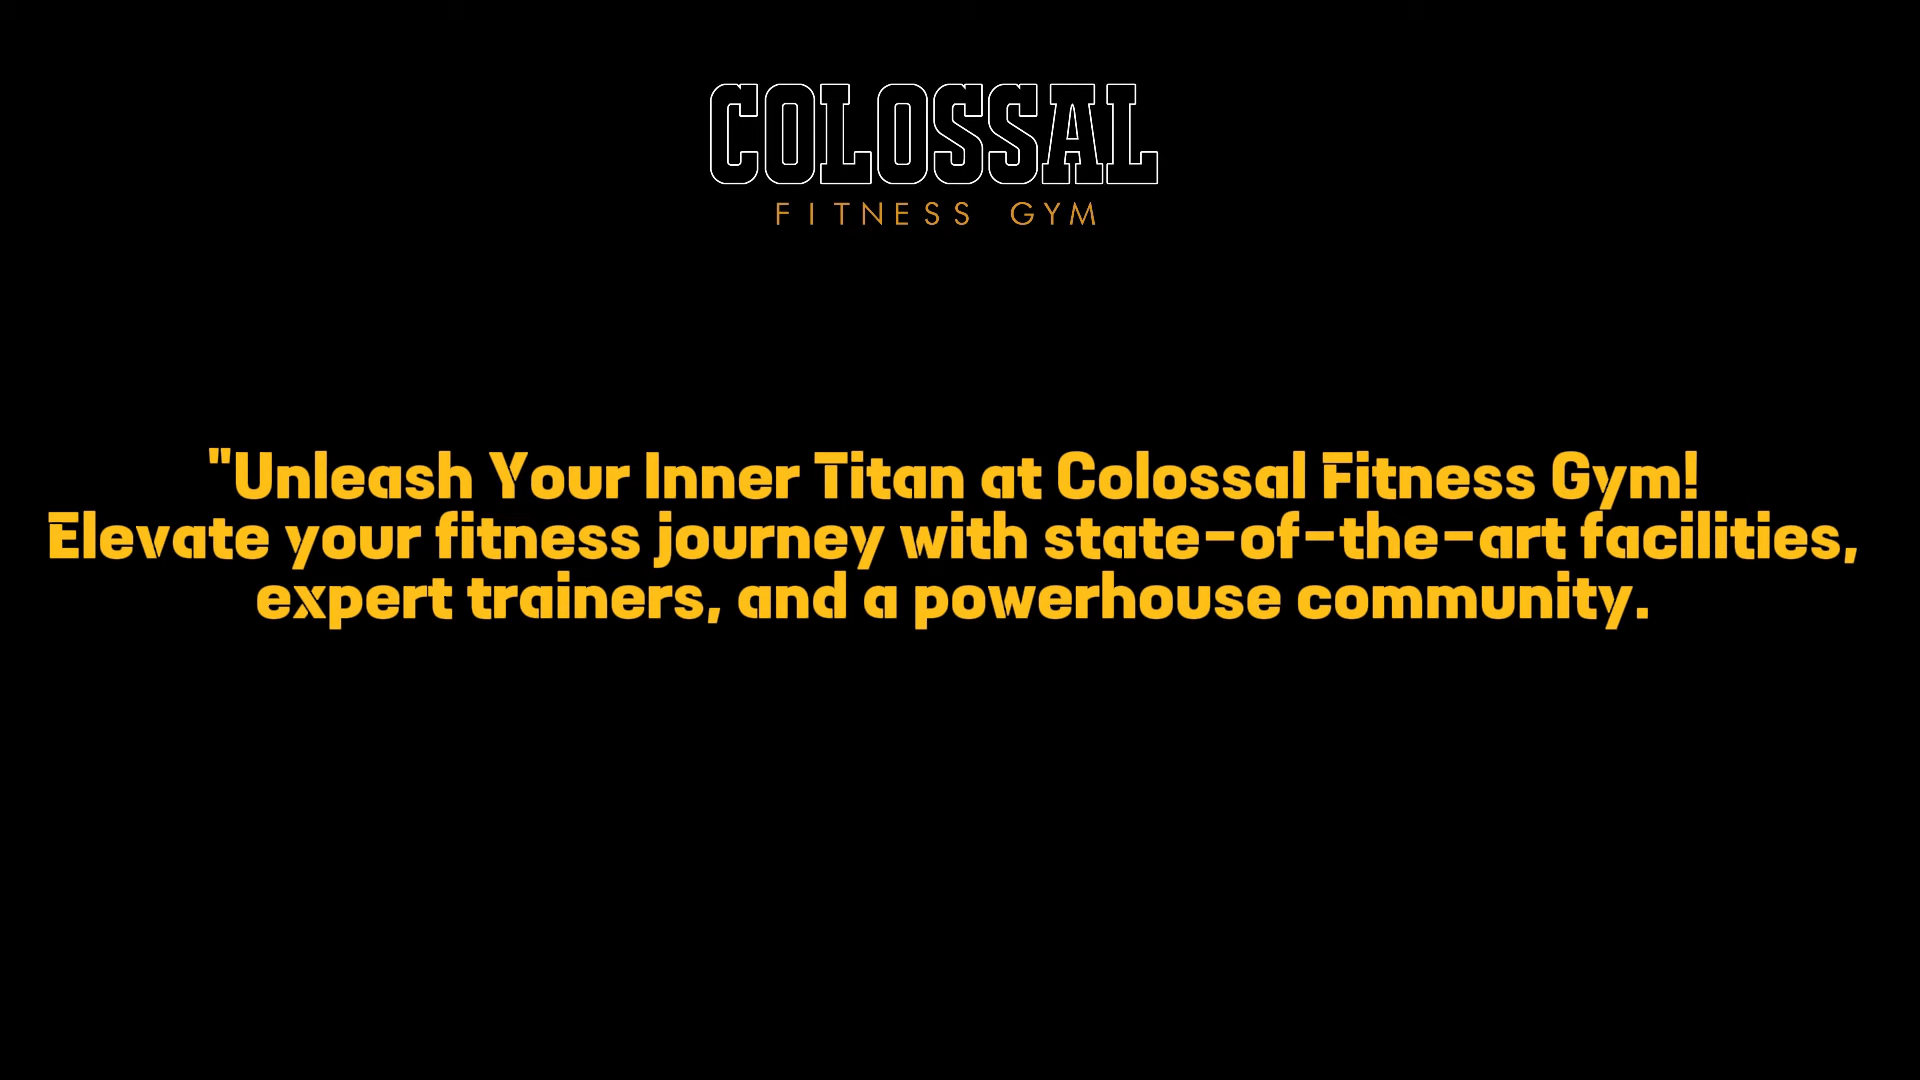 COLOSSAL
FITNESS GYM
"Unleash Your Inner Titan at Colossal Fitness Gym!
Elevate your fitness journey with state-of-the-art facilities,
expert trainers, and a powerhouse community.